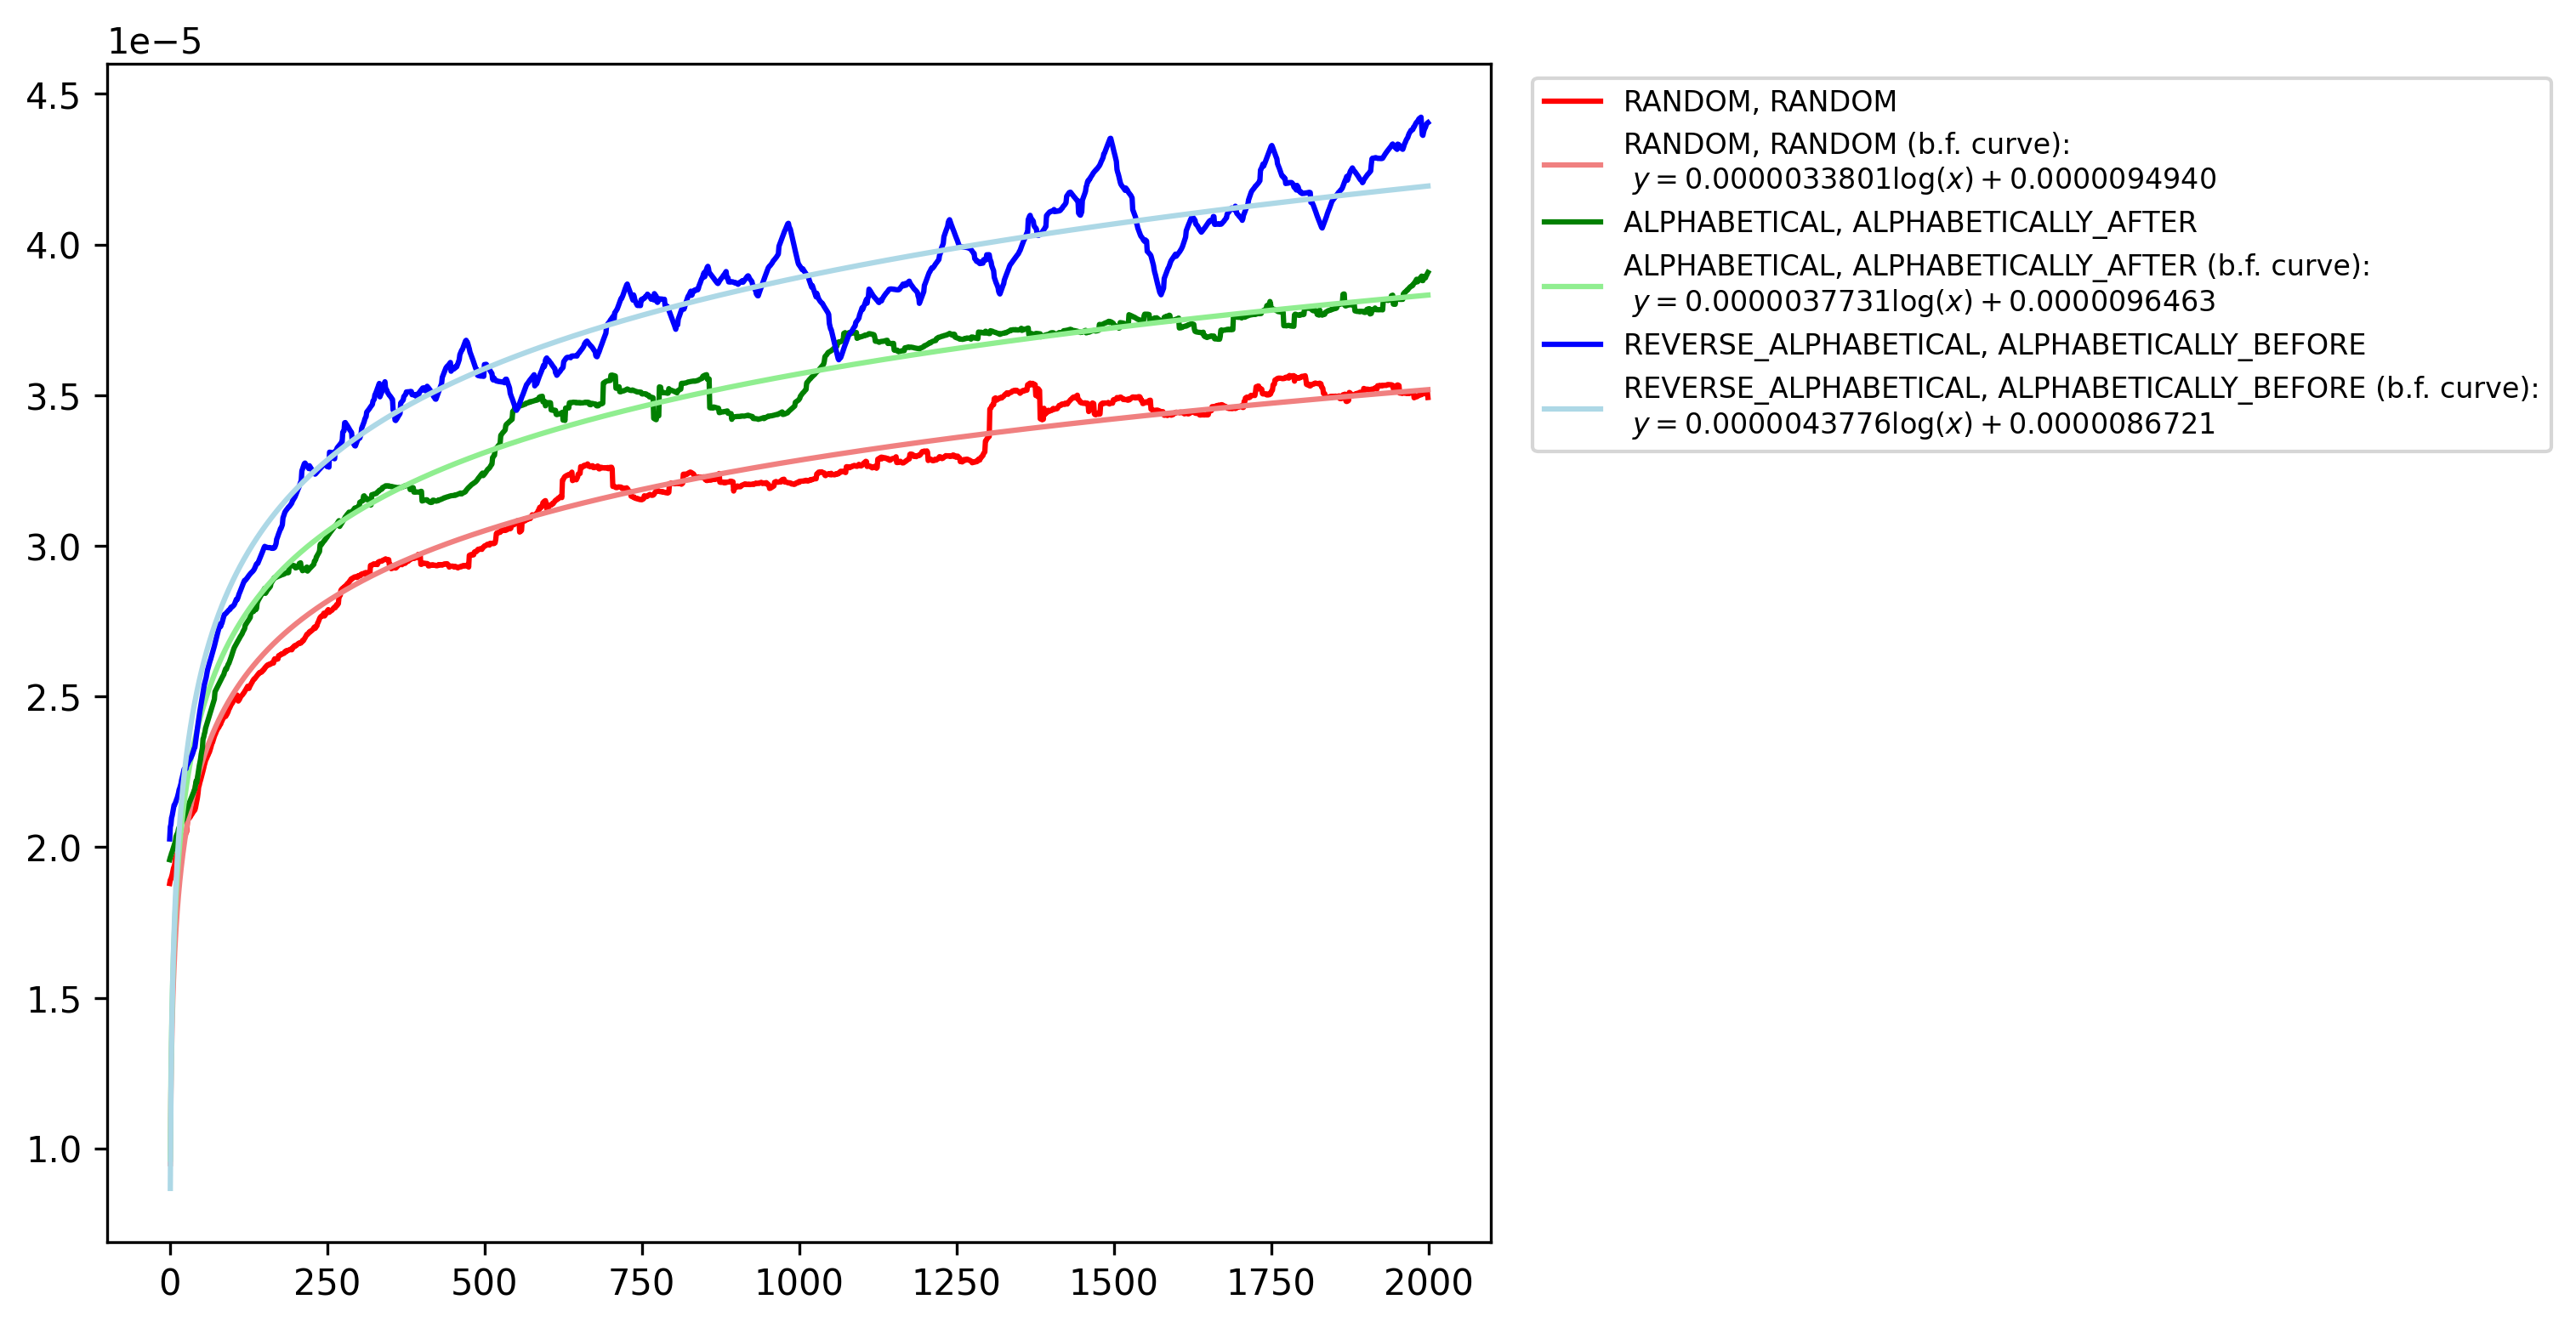 1e−5
4.5
4.0
3.5
3.0
2.5
2.0
1.5
1.0
0 250 500 750 1000 1250 1500 1750 2000
RANDOM, RANDOM
RANDOM, RANDOM (b.f. curve):
y = 0.0000033801log(x) + 0.0000094940
ALPHABETICAL, ALPHABETICALLY_AFTER
ALPHABETICAL, ALPHABETICALLY_AFTER (b.f. curve):
y = 0.0000037731log(x) + 0.0000096463
REVERSE_ALPHABETICAL, ALPHABETICALLY_BEFORE
REVERSE_ALPHABETICAL, ALPHABETICALLY_BEFORE (b.f. curve):
y = 0.0000043776log(x) + 0.0000086721